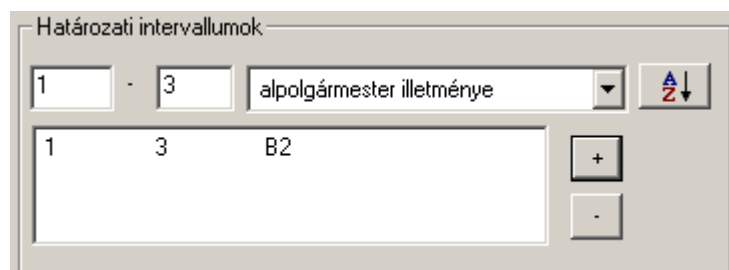 Határozati intervallumok
1 - 3 alpolgármester illetménye A Z
1 3 B2
+
-